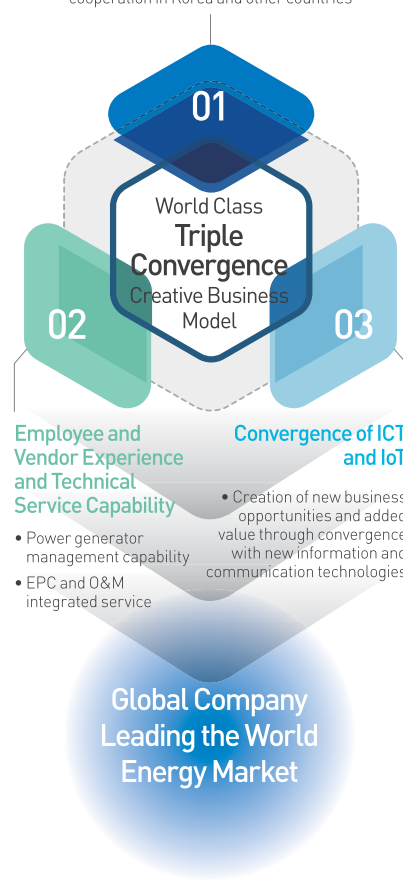 cooperation in Korea and other countries
01
World Class
Triple
Convergence
Creative Business
Model
02
03
Employee and
Vendor Experience
and Technical
Service Capability
• Power generator
management capability
• EPC and O&M
integrated service
Convergence of ICT
and IoT
• Creation of new business
opportunities and added
value through convergence
with new information and
communication technologies
Global Company
Leading the World
Energy Market